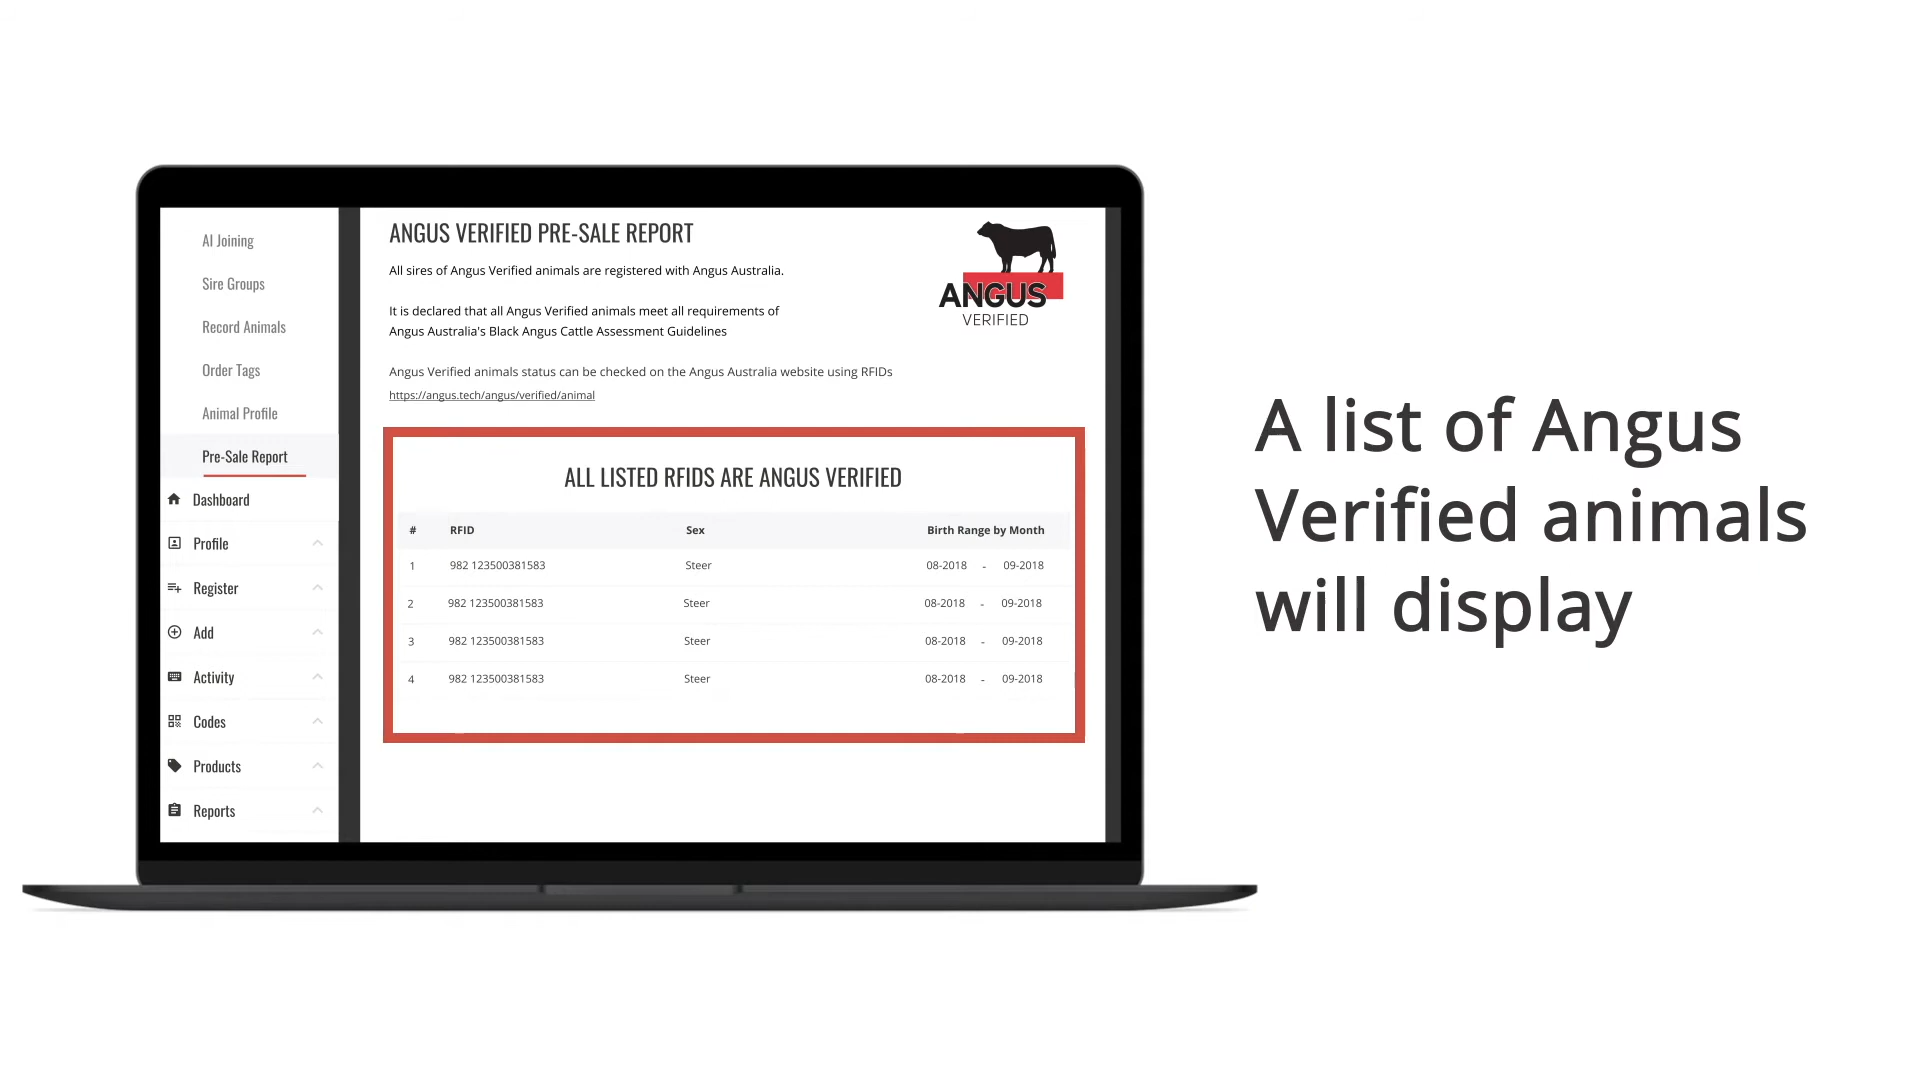 AI Joining
Sire Groups
Record Animals
Order Tags
Animal Profile
Pre-Sale Report
Dashboard
Profile
Register
Add
Activity
Codes
Products
Reports
ANGUS VERIFIED PRE-SALE REPORT
All sires of Angus Verified animals are registered with Angus Australia.
It is declared that all Angus Verified animals meet all requirements of
Angus Australia's Black Angus Cattle Assessment Guidelines
Angus Verified animals status can be checked on the Angus Australia website using RFIDs
https://angus.tech/angus/verified/animal
ANGUS
VERIFIED
ALL LISTED RFIDS ARE ANGUS VERIFIED
# RFID Sex Birth Range by Month
1 982 123500381583 Steer 08-2018 - 09-2018
2 982 123500381583 Steer 08-2018 - 09-2018
3 982 123500381583 Steer 08-2018 - 09-2018
4 982 123500381583 Steer 08-2018 - 09-2018
A list of Angus
Verified animals
will display